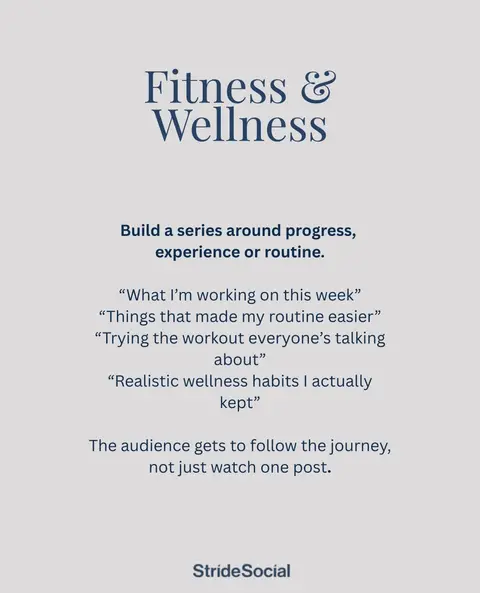 Fitness &
Wellness
Build a series around progress,
experience or routine.
“What I’m working on this week”
“Things that made my routine easier”
“Trying the workout everyone’s talking
about”
“Realistic wellness habits I actually
kept”
The audience gets to follow the journey,
not just watch one post.
StrideSocial